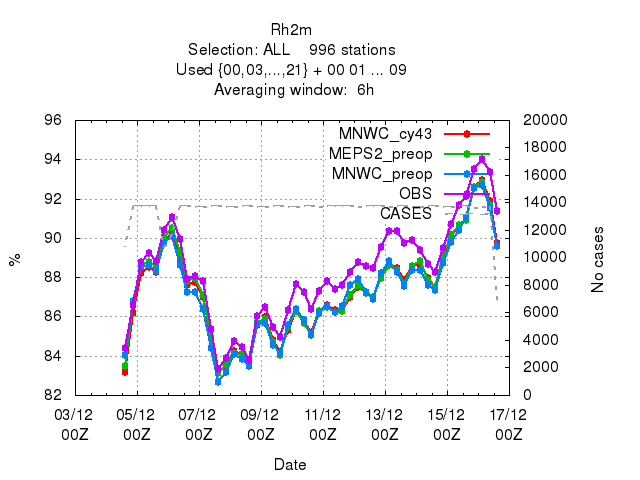 Rh2m
Selection: ALL    996 stations
Used {00,03,...,21} + 00 01 ... 09
Averaging window:  6h
96
94
92
90
88
86
84
82
%
20000
18000
16000
14000
12000
10000
8000
6000
4000
2000
0
No cases
MNWC_cy43
MEPS2_preop
MNWC_preop
OBS
CASES
03/12 05/12 07/12 09/12 11/12 13/12 15/12 17/12
00Z 00Z 00Z 00Z 00Z 00Z 00Z 00Z
Date